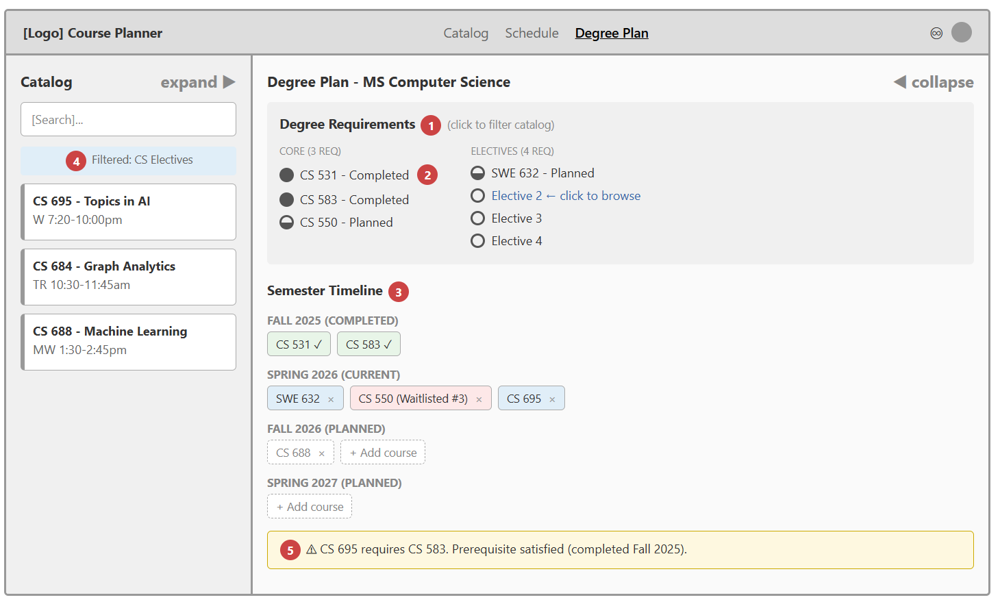 [Logo] Course Planner
Catalog Schedule Degree Plan
Catalog expand ▶
[Search]...
4 Filtered: CS Electives
CS 695 - Topics in AI
W 7:20-10:00pm
CS 684 - Graph Analytics
TR 10:30-11:45am
CS 688 - Machine Learning
MW 1:30-2:45pm
Degree Plan - MS Computer Science ◀ collapse
Degree Requirements 1 (click to filter catalog)
CORE (3 REQ)
CS 531 - Completed 2
CS 583 - Completed
CS 550 - Planned
ELECTIVES (4 REQ)
SWE 632 - Planned
Elective 2 ← click to browse
Elective 3
Elective 4
Semester Timeline 3
FALL 2025 (COMPLETED)
CS 531 ✓ CS 583 ✓
SPRING 2026 (CURRENT)
SWE 632 × CS 550 (Waitlisted #3) × CS 695 ×
FALL 2026 (PLANNED)
CS 688 × + Add course
SPRING 2027 (PLANNED)
+ Add course
5 ⚠ CS 695 requires CS 583. Prerequisite satisfied (completed Fall 2025).